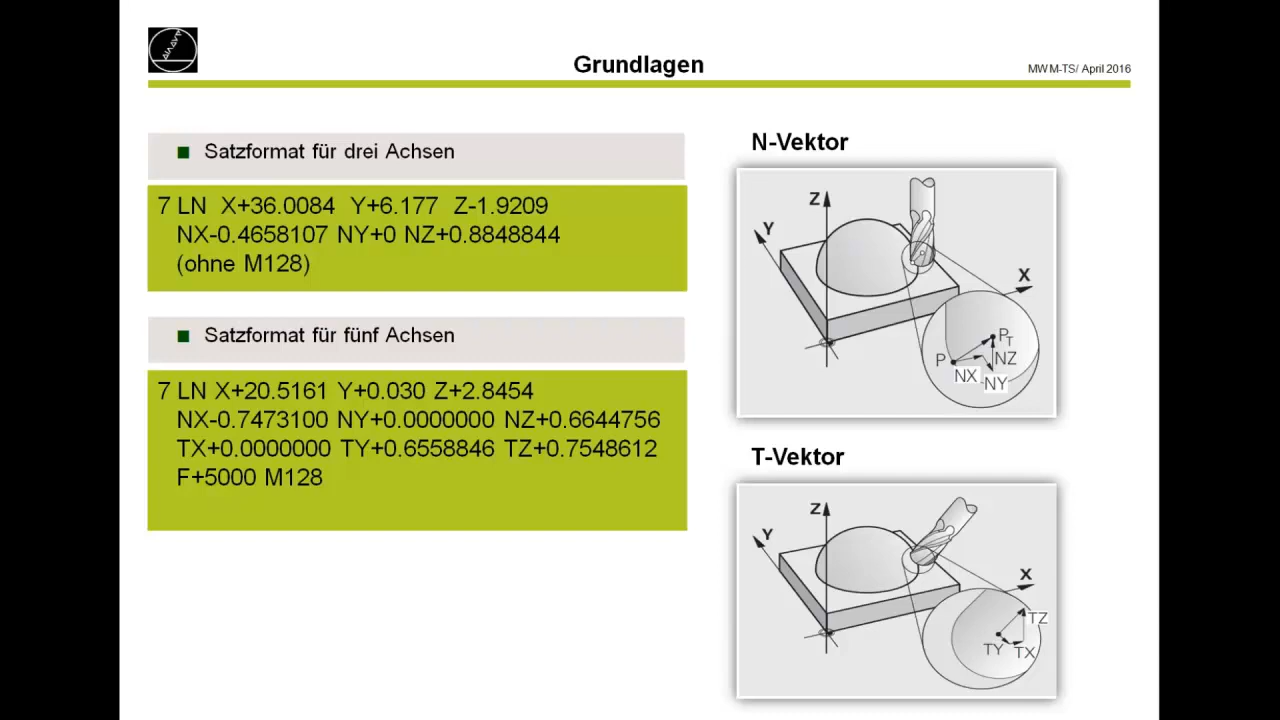 Grundlagen
MW M-TS/ April 2016
Satzformat für drei Achsen
7 LN X+36.0084 Y+6.177 Z-1.9209
NX-0.4658107 NY+0 NZ+0.8848844
(ohne M128)
Satzformat für fünf Achsen
7 LN X+20.5161 Y+0.030 Z+2.8454
NX-0.7473100 NY+0.0000000 NZ+0.6644756
TX+0.0000000 TY+0.6558846 TZ+0.7548612
F+5000 M128
N-Vektor
Z
Y
X
PT
P
NZ
NX
NY
T-Vektor
Z
Y
X
TZ
TY
TX